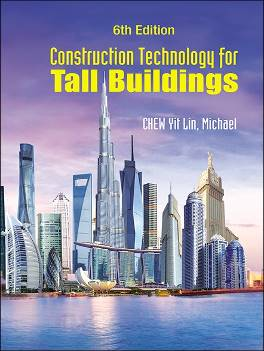 6th Edition
Construction Technology for
Tall Buildings
CHEW Yit Lin, Michael